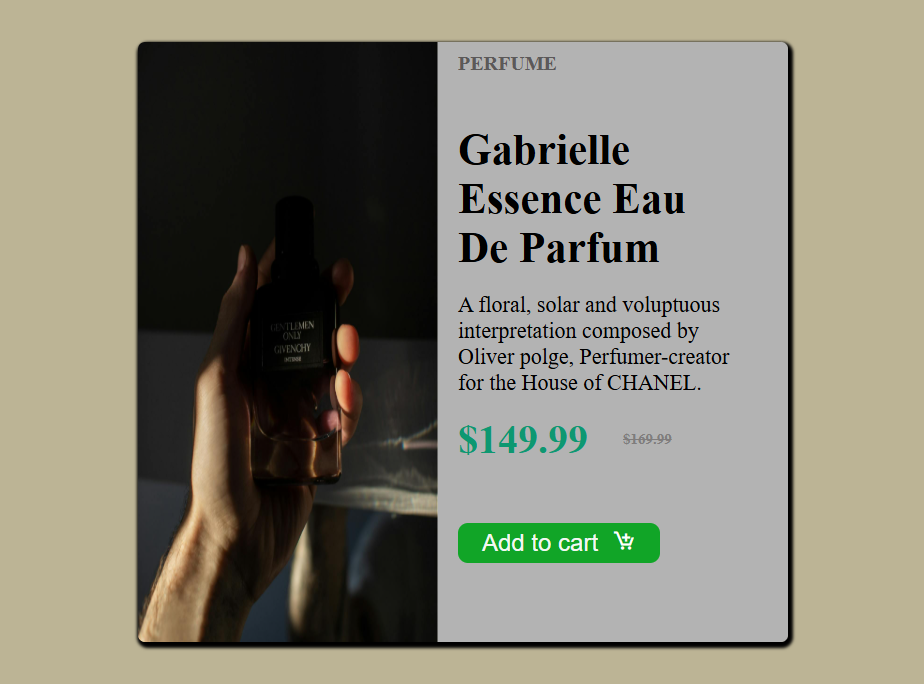 PERFUME
Gabrielle
Essence Eau
De Parfum
A floral, solar and voluptuous
interpretation composed by
Oliver polge, Perfumer-creator
for the House of CHANEL.
$149.99 $169.99
Add to cart
GENTLEMEN
ONLY
GIVENCHY
INTENSE